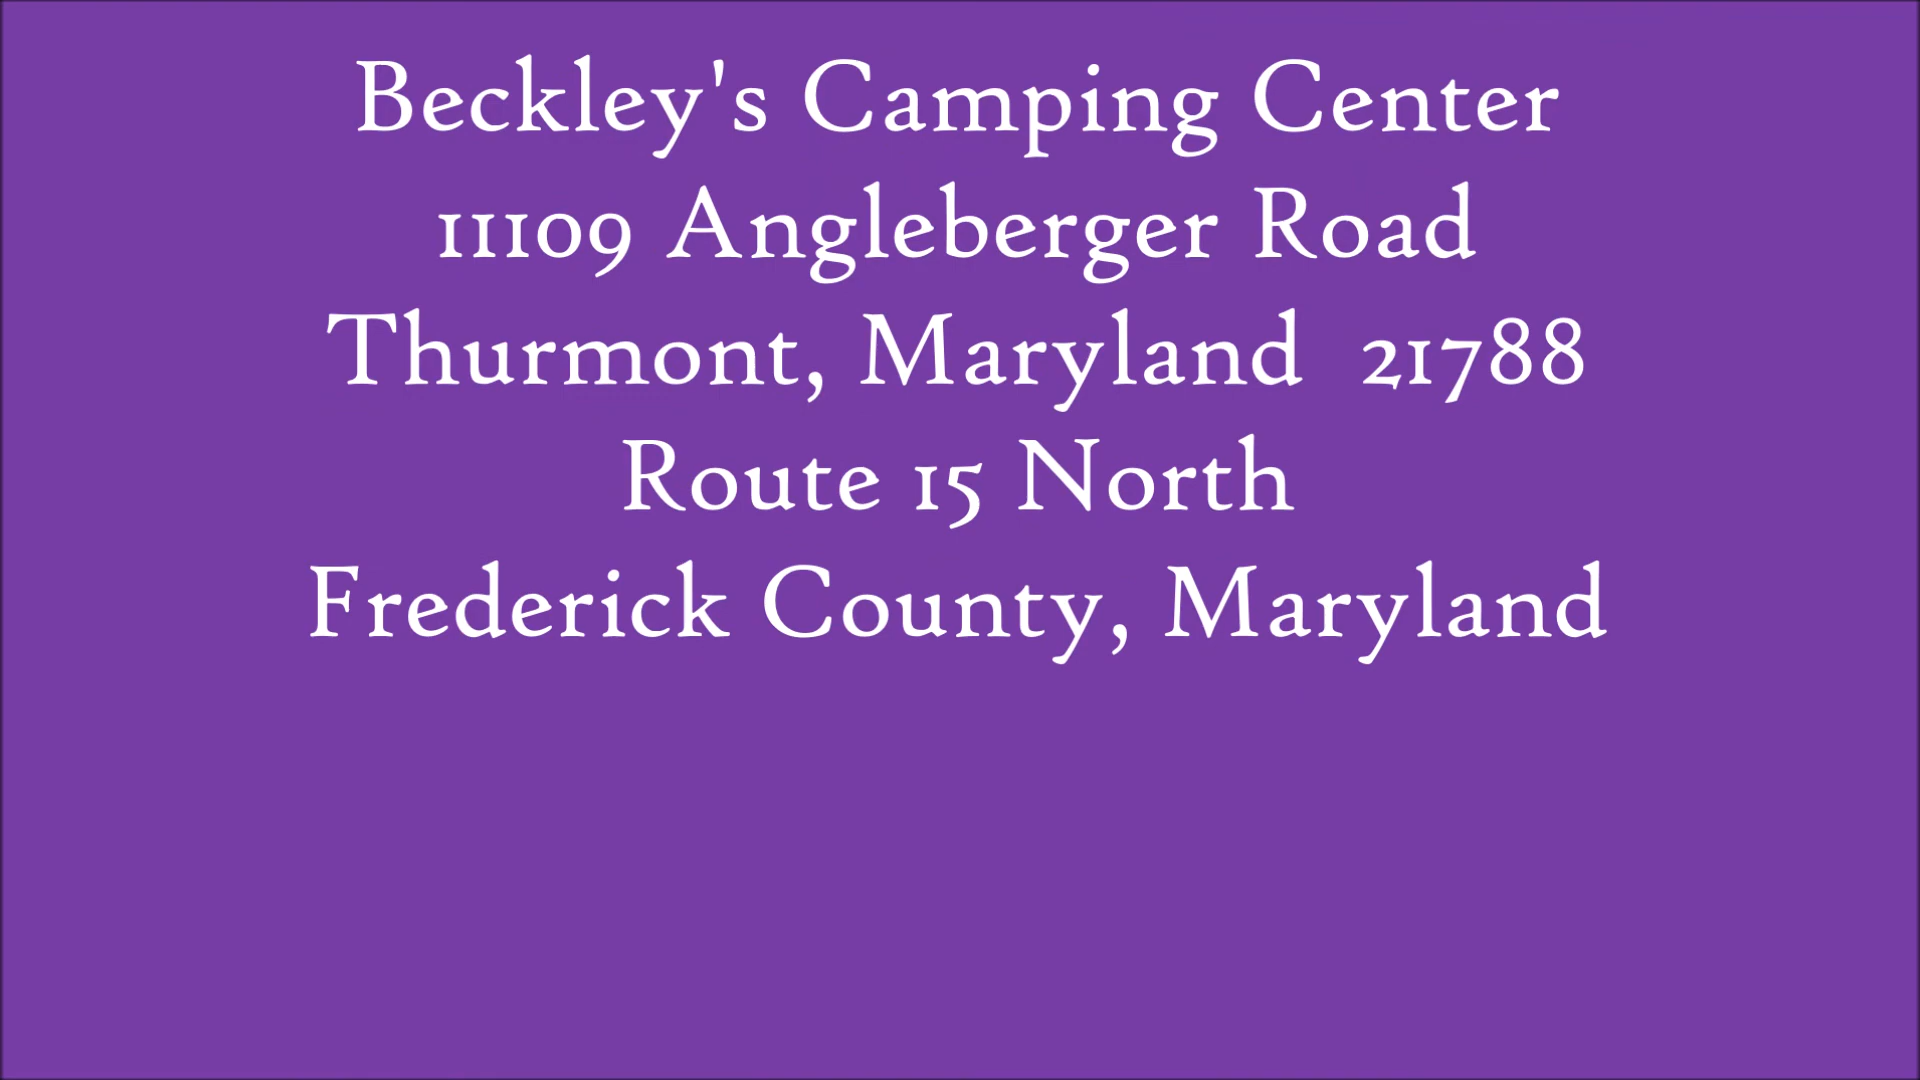 Beckley's Camping Center
11109 Angleberger Road
Thurmont, Maryland  21788
Route 15 North
Frederick County, Maryland